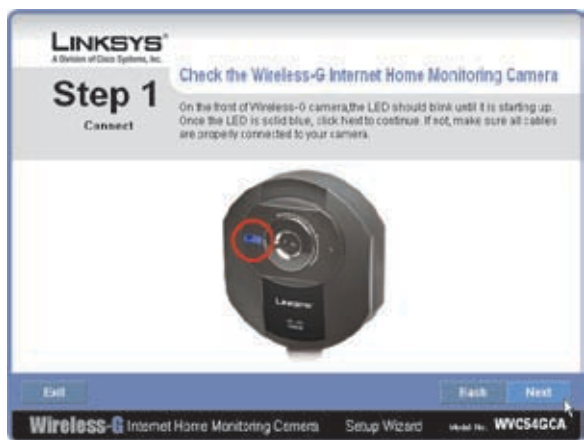 LINKSYS®
A Division of Cisco Systems, Inc.
Step 1
Connect
Check the Wireless-G Internet Home Monitoring Camera
On the front of Wireless-G camera,the LED should blink until it is starting up.
Once the LED is solid blue, click Next to continue. If not, make sure all cables
are properly connected to your camera.
LINKSYS
Exit
Back
Next
Wireless-G Internet Home Monitoring Camera
Setup Wizard
Model No.
WVC54GCA